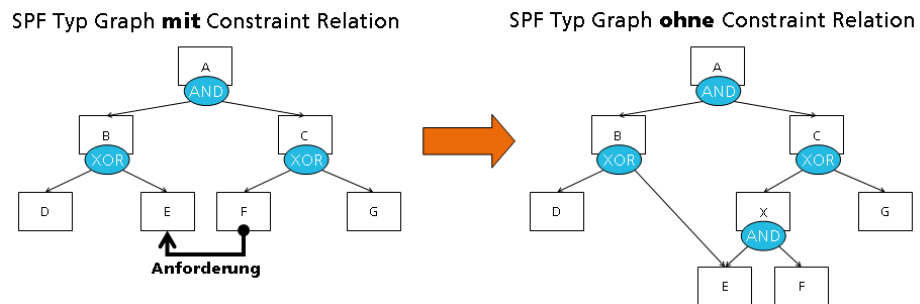 SPF Typ Graph mit Constraint Relation
A
AND
B
C
XOR
XOR
D
E
F
G
Anforderung
SPF Typ Graph ohne Constraint Relation
A
AND
B
C
XOR
XOR
D
X
G
AND
E
F